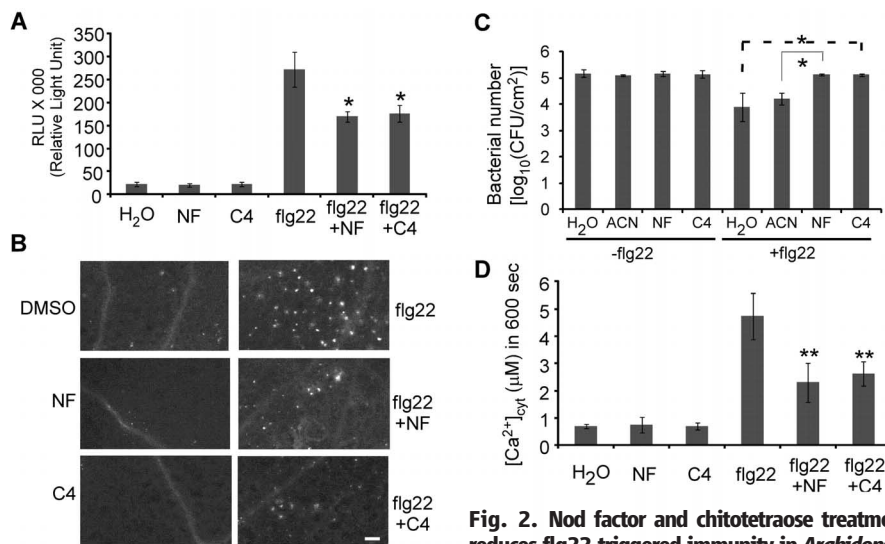 A
RLU X 000
(Relative Light Unit)
350
300
250
200
150
100
50
0
H₂O NF C4 flg22 flg22 +NF flg22 +C4
* *
B
DMSO flg22
NF flg22 +NF
C4 flg22 +C4
C
Bacterial number
[log₁₀(CFU/cm²)]
6
5
4
3
2
1
0
*
*
H₂O ACN NF C4 H₂O ACN NF C4
-flg22 +flg22
D
[Ca²⁺]cyt (μM) in 600 sec
6
5
4
3
2
1
0
** **
H₂O NF C4 flg22 flg22 +NF flg22 +C4
Fig. 2. Nod factor and chitotetraose treatme
reduces flg22-triggered immunity in Arabidop